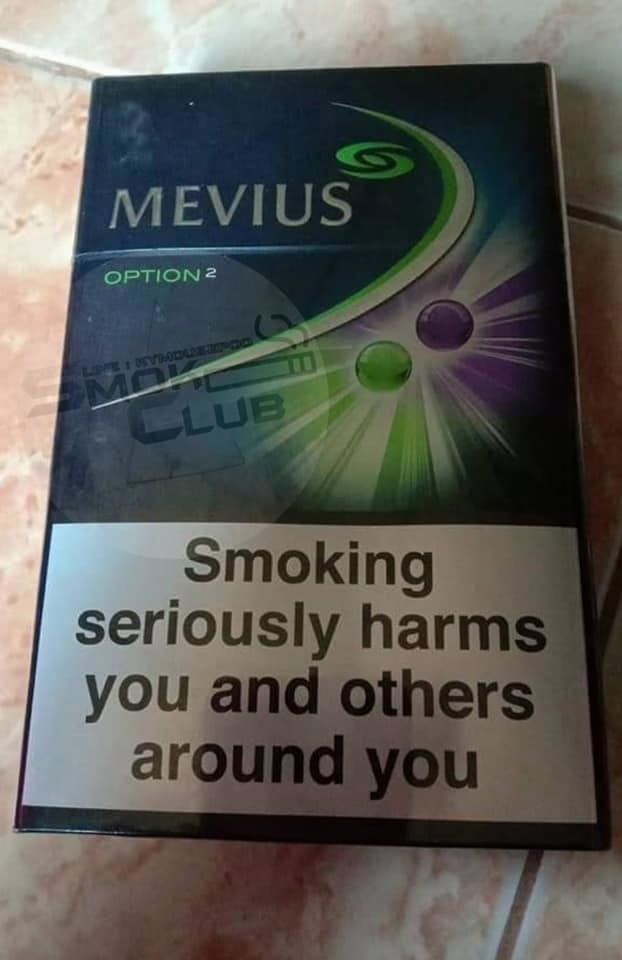 MEVIUS
OPTION 2
SMOKE
CLUB
Smoking
seriously harms
you and others
around you